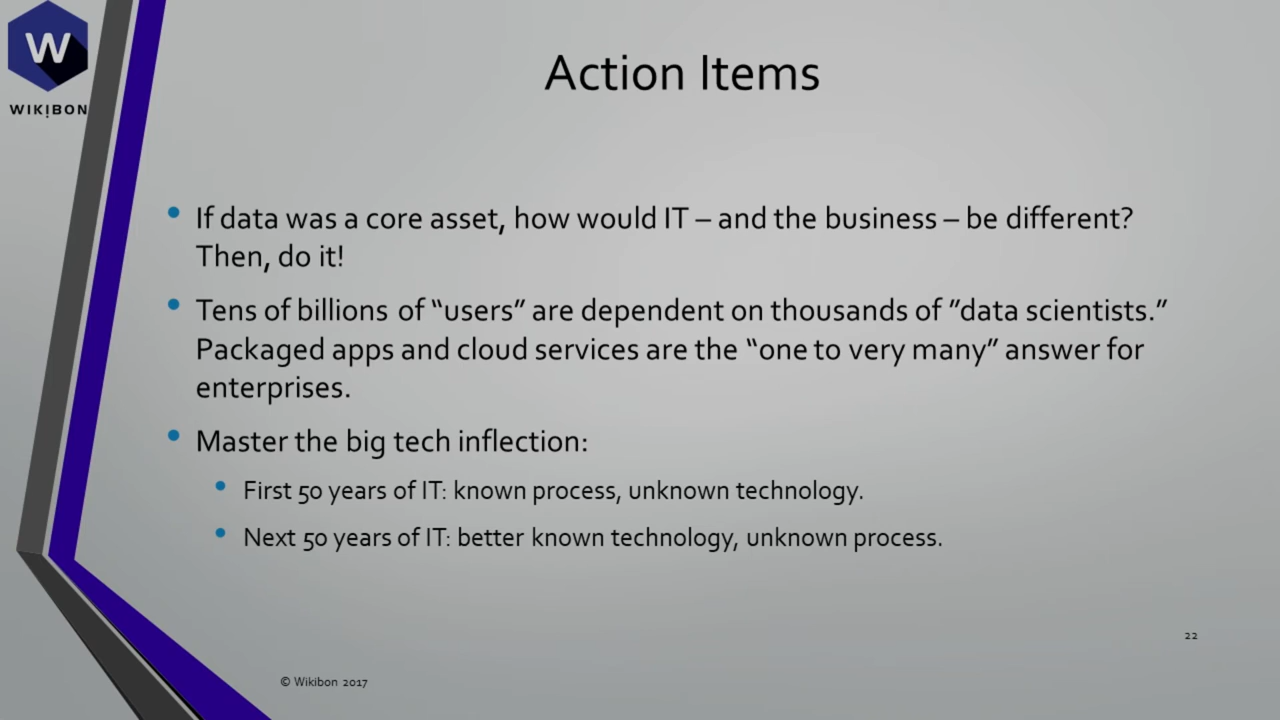 W
WIK!BON
Action Items
• If data was a core asset, how would IT – and the business – be different?
Then, do it!
• Tens of billions of “users” are dependent on thousands of ”data scientists.”
Packaged apps and cloud services are the “one to very many” answer for
enterprises.
• Master the big tech inflection:
• First 50 years of IT: known process, unknown technology.
• Next 50 years of IT: better known technology, unknown process.
22
© Wikibon 2017